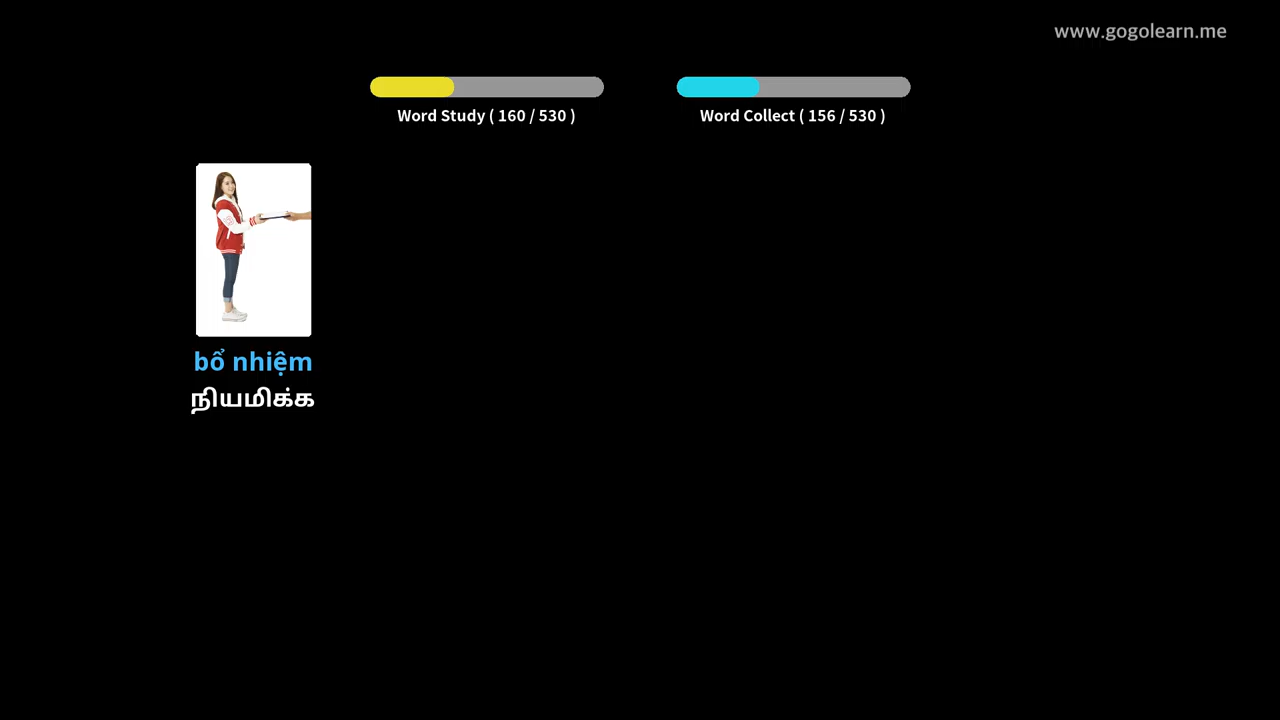 www.gogolearn.me
Word Study ( 160 / 530 )
Word Collect ( 156 / 530 )
bổ nhiệm
நியமிக்க